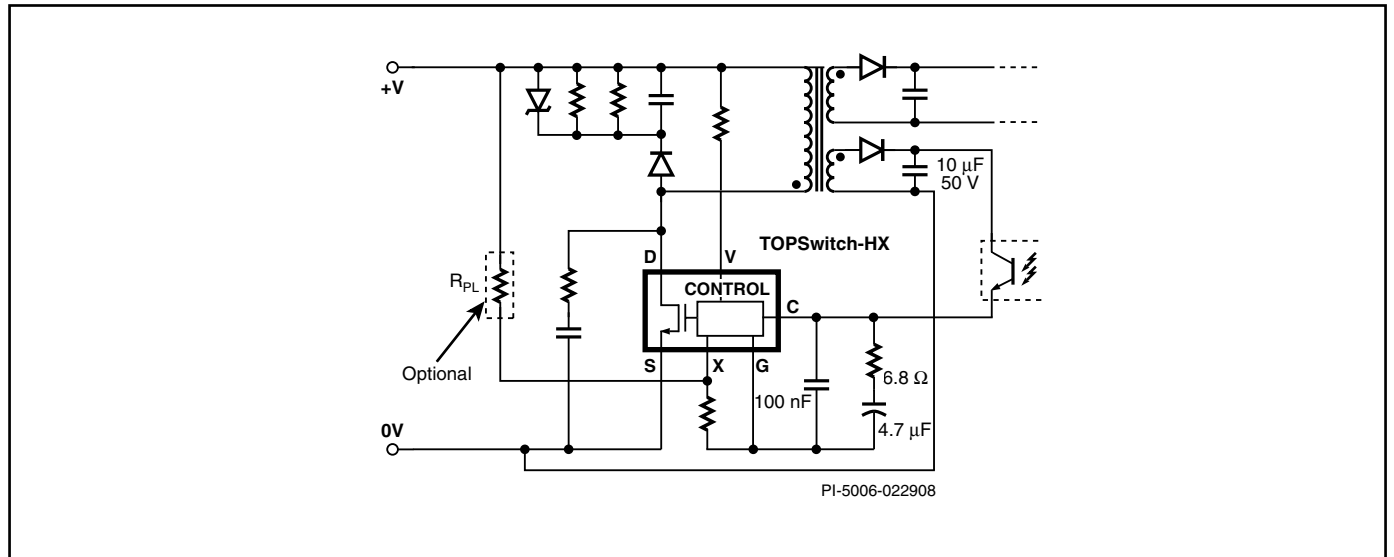 +V
10 µF
50 V
TOPSwitch-HX
D
V
R_PL
CONTROL
C
S
X
G
Optional
6.8 Ω
100 nF
4.7 µF
0V
PI-5006-022908